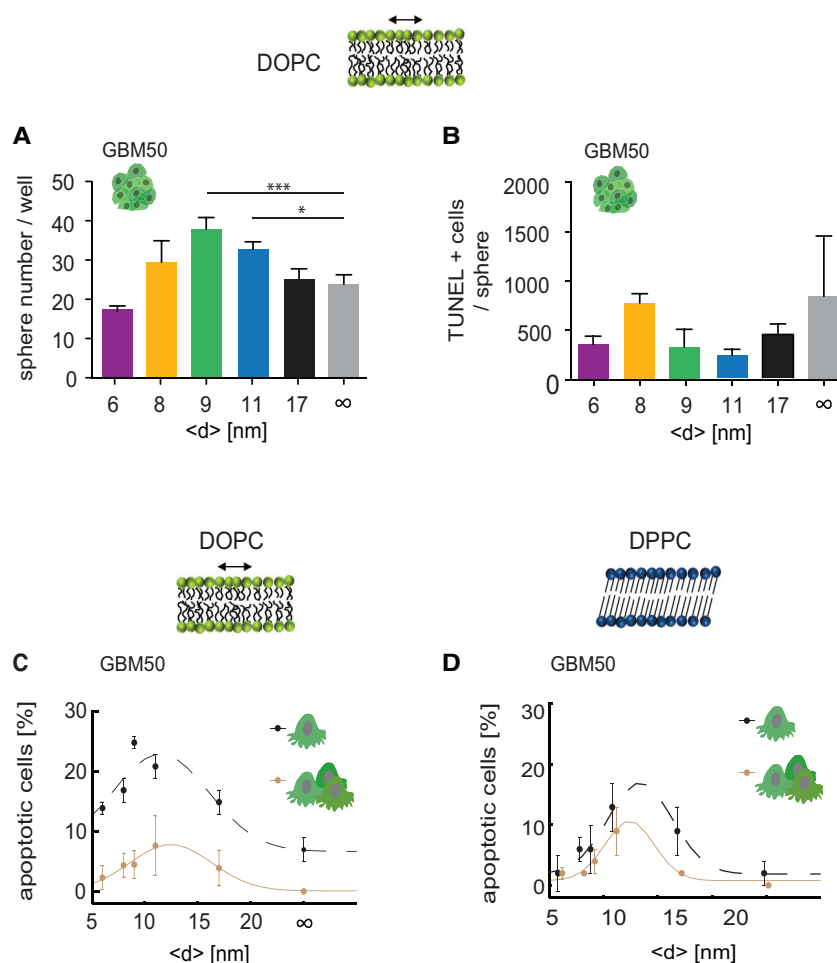 DOPC
A
GBM50
sphere number / well
50
40
30
20
10
0
***
*
6 8 9 11 17 ∞
<d> [nm]
B
GBM50
TUNEL + cells
/ sphere
2000
1500
1000
500
0
6 8 9 11 17 ∞
<d> [nm]
DOPC
C GBM50
apoptotic cells [%]
30
20
10
0
5 10 15 20 ∞
<d> [nm]
DPPC
D GBM50
apoptotic cells [%]
30
20
10
0
5 10 15 20
<d> [nm]